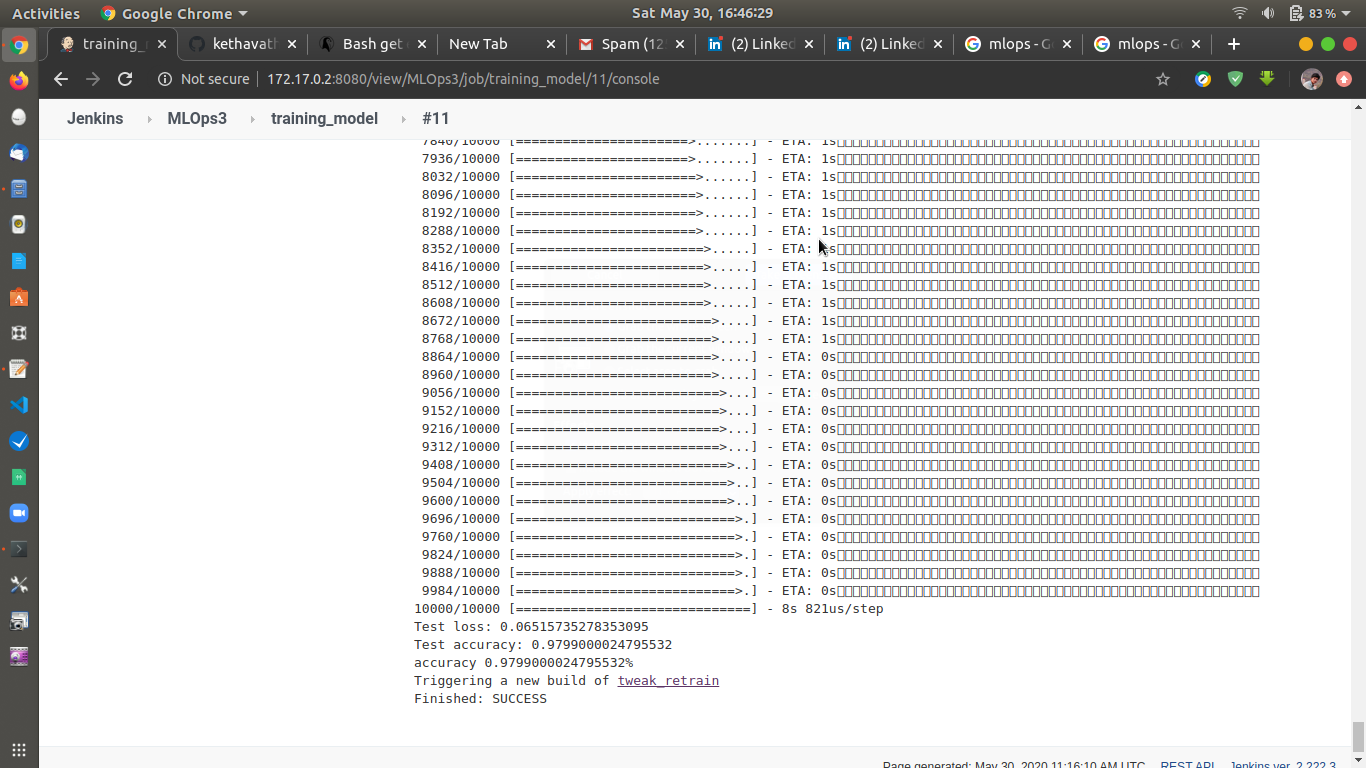 Activities Google Chrome Sat May 30, 16:46:29 83 %
training_ kethavat Bash get New Tab Spam (12 (2) Linked (2) Linked mlops - G mlops - G
Not secure 172.17.0.2:8080/view/MLOps3/job/training_model/11/console
Jenkins MLOps3 training_model #11
7840/10000 [======================>.......] - ETA: 1s
7936/10000 [======================>.......] - ETA: 1s
8032/10000 [=======================>......] - ETA: 1s
8096/10000 [=======================>......] - ETA: 1s
8192/10000 [=======================>......] - ETA: 1s
8288/10000 [=======================>......] - ETA: 1s
8352/10000 [========================>.....] - ETA: s
8416/10000 [========================>.....] - ETA: 1s
8512/10000 [========================>.....] - ETA: 1s
8608/10000 [========================>.....] - ETA: 1s
8672/10000 [=========================>....] - ETA: 1s
8768/10000 [=========================>....] - ETA: 1s
8864/10000 [=========================>....] - ETA: 0s
8960/10000 [=========================>....] - ETA: 0s
9056/10000 [==========================>...] - ETA: 0s
9152/10000 [==========================>...] - ETA: 0s
9216/10000 [==========================>...] - ETA: 0s
9312/10000 [==========================>...] - ETA: 0s
9408/10000 [===========================>..] - ETA: 0s
9504/10000 [===========================>..] - ETA: 0s
9600/10000 [===========================>..] - ETA: 0s
9696/10000 [============================>.] - ETA: 0s
9760/10000 [============================>.] - ETA: 0s
9824/10000 [============================>.] - ETA: 0s
9888/10000 [============================>.] - ETA: 0s
9984/10000 [============================>.] - ETA: 0s
10000/10000 [==============================] - 8s 821us/step
Test loss: 0.06515735278353095
Test accuracy: 0.9799000024795532
accuracy 0.9799000024795532%
Triggering a new build of tweak_retrain
Finished: SUCCESS
Page generated: May 30, 2020 11:16:10 AM UTC REST API Jenkins ver. 2.222.3